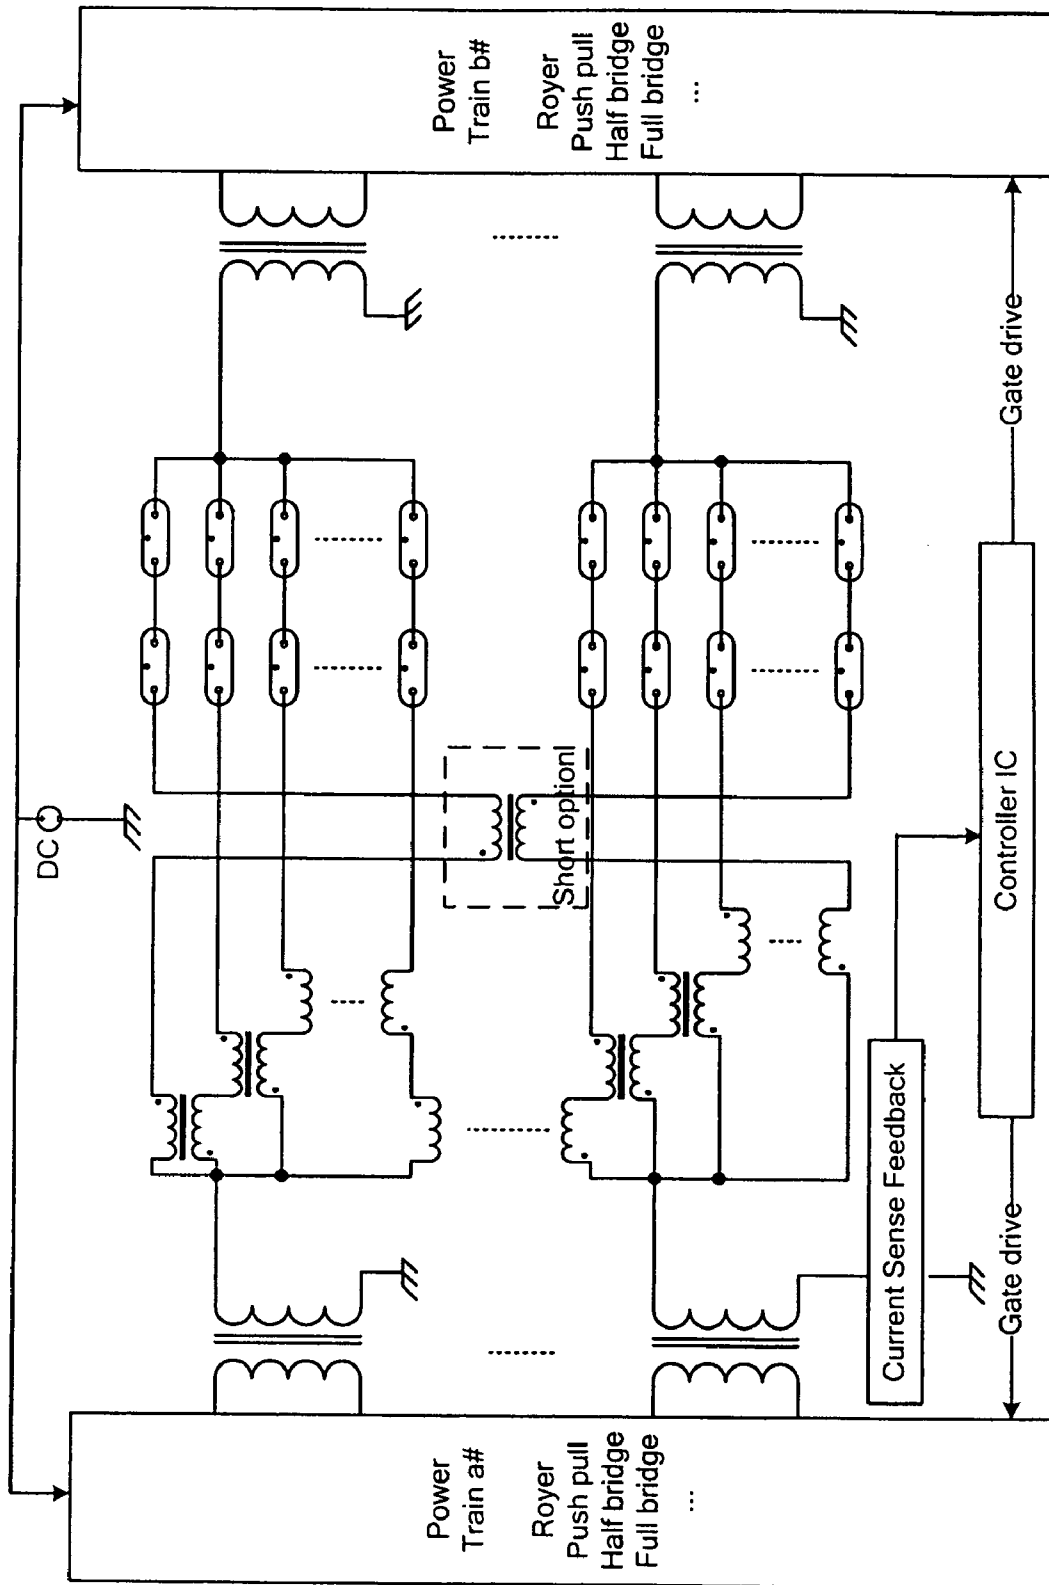 DC
Power
Train a#
Royer
Push pull
Half bridge
Full bridge
...
Power
Train b#
Royer
Push pull
Half bridge
Full bridge
...
Short optionl
Current Sense Feedback
Gate drive
Controller IC
Gate drive